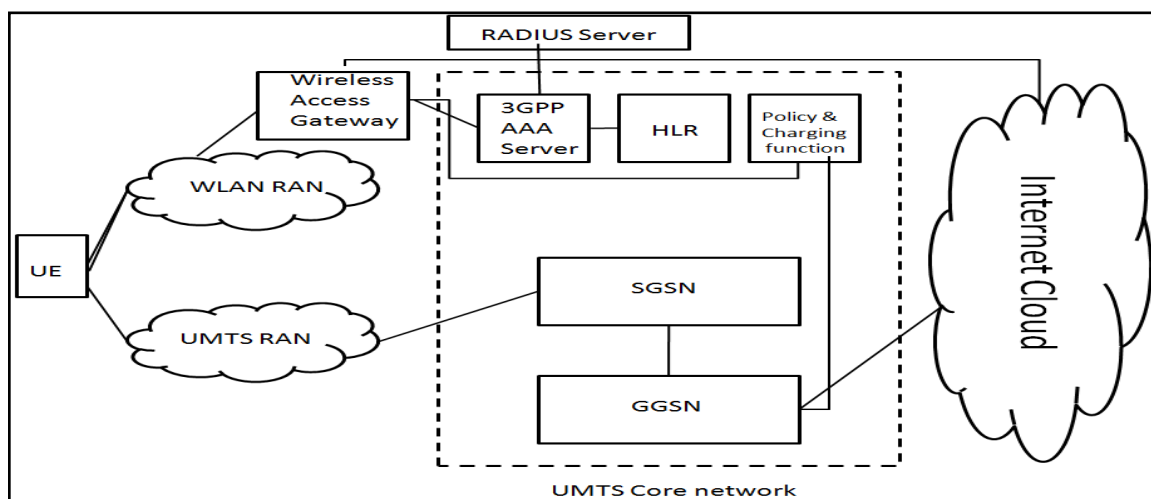 RADIUS Server
Wireless
Access
Gateway
3GPP
AAA
Server
HLR
Policy &
Charging
function
WLAN RAN
UE
UMTS RAN
SGSN
GGSN
Internet Cloud
UMTS Core network